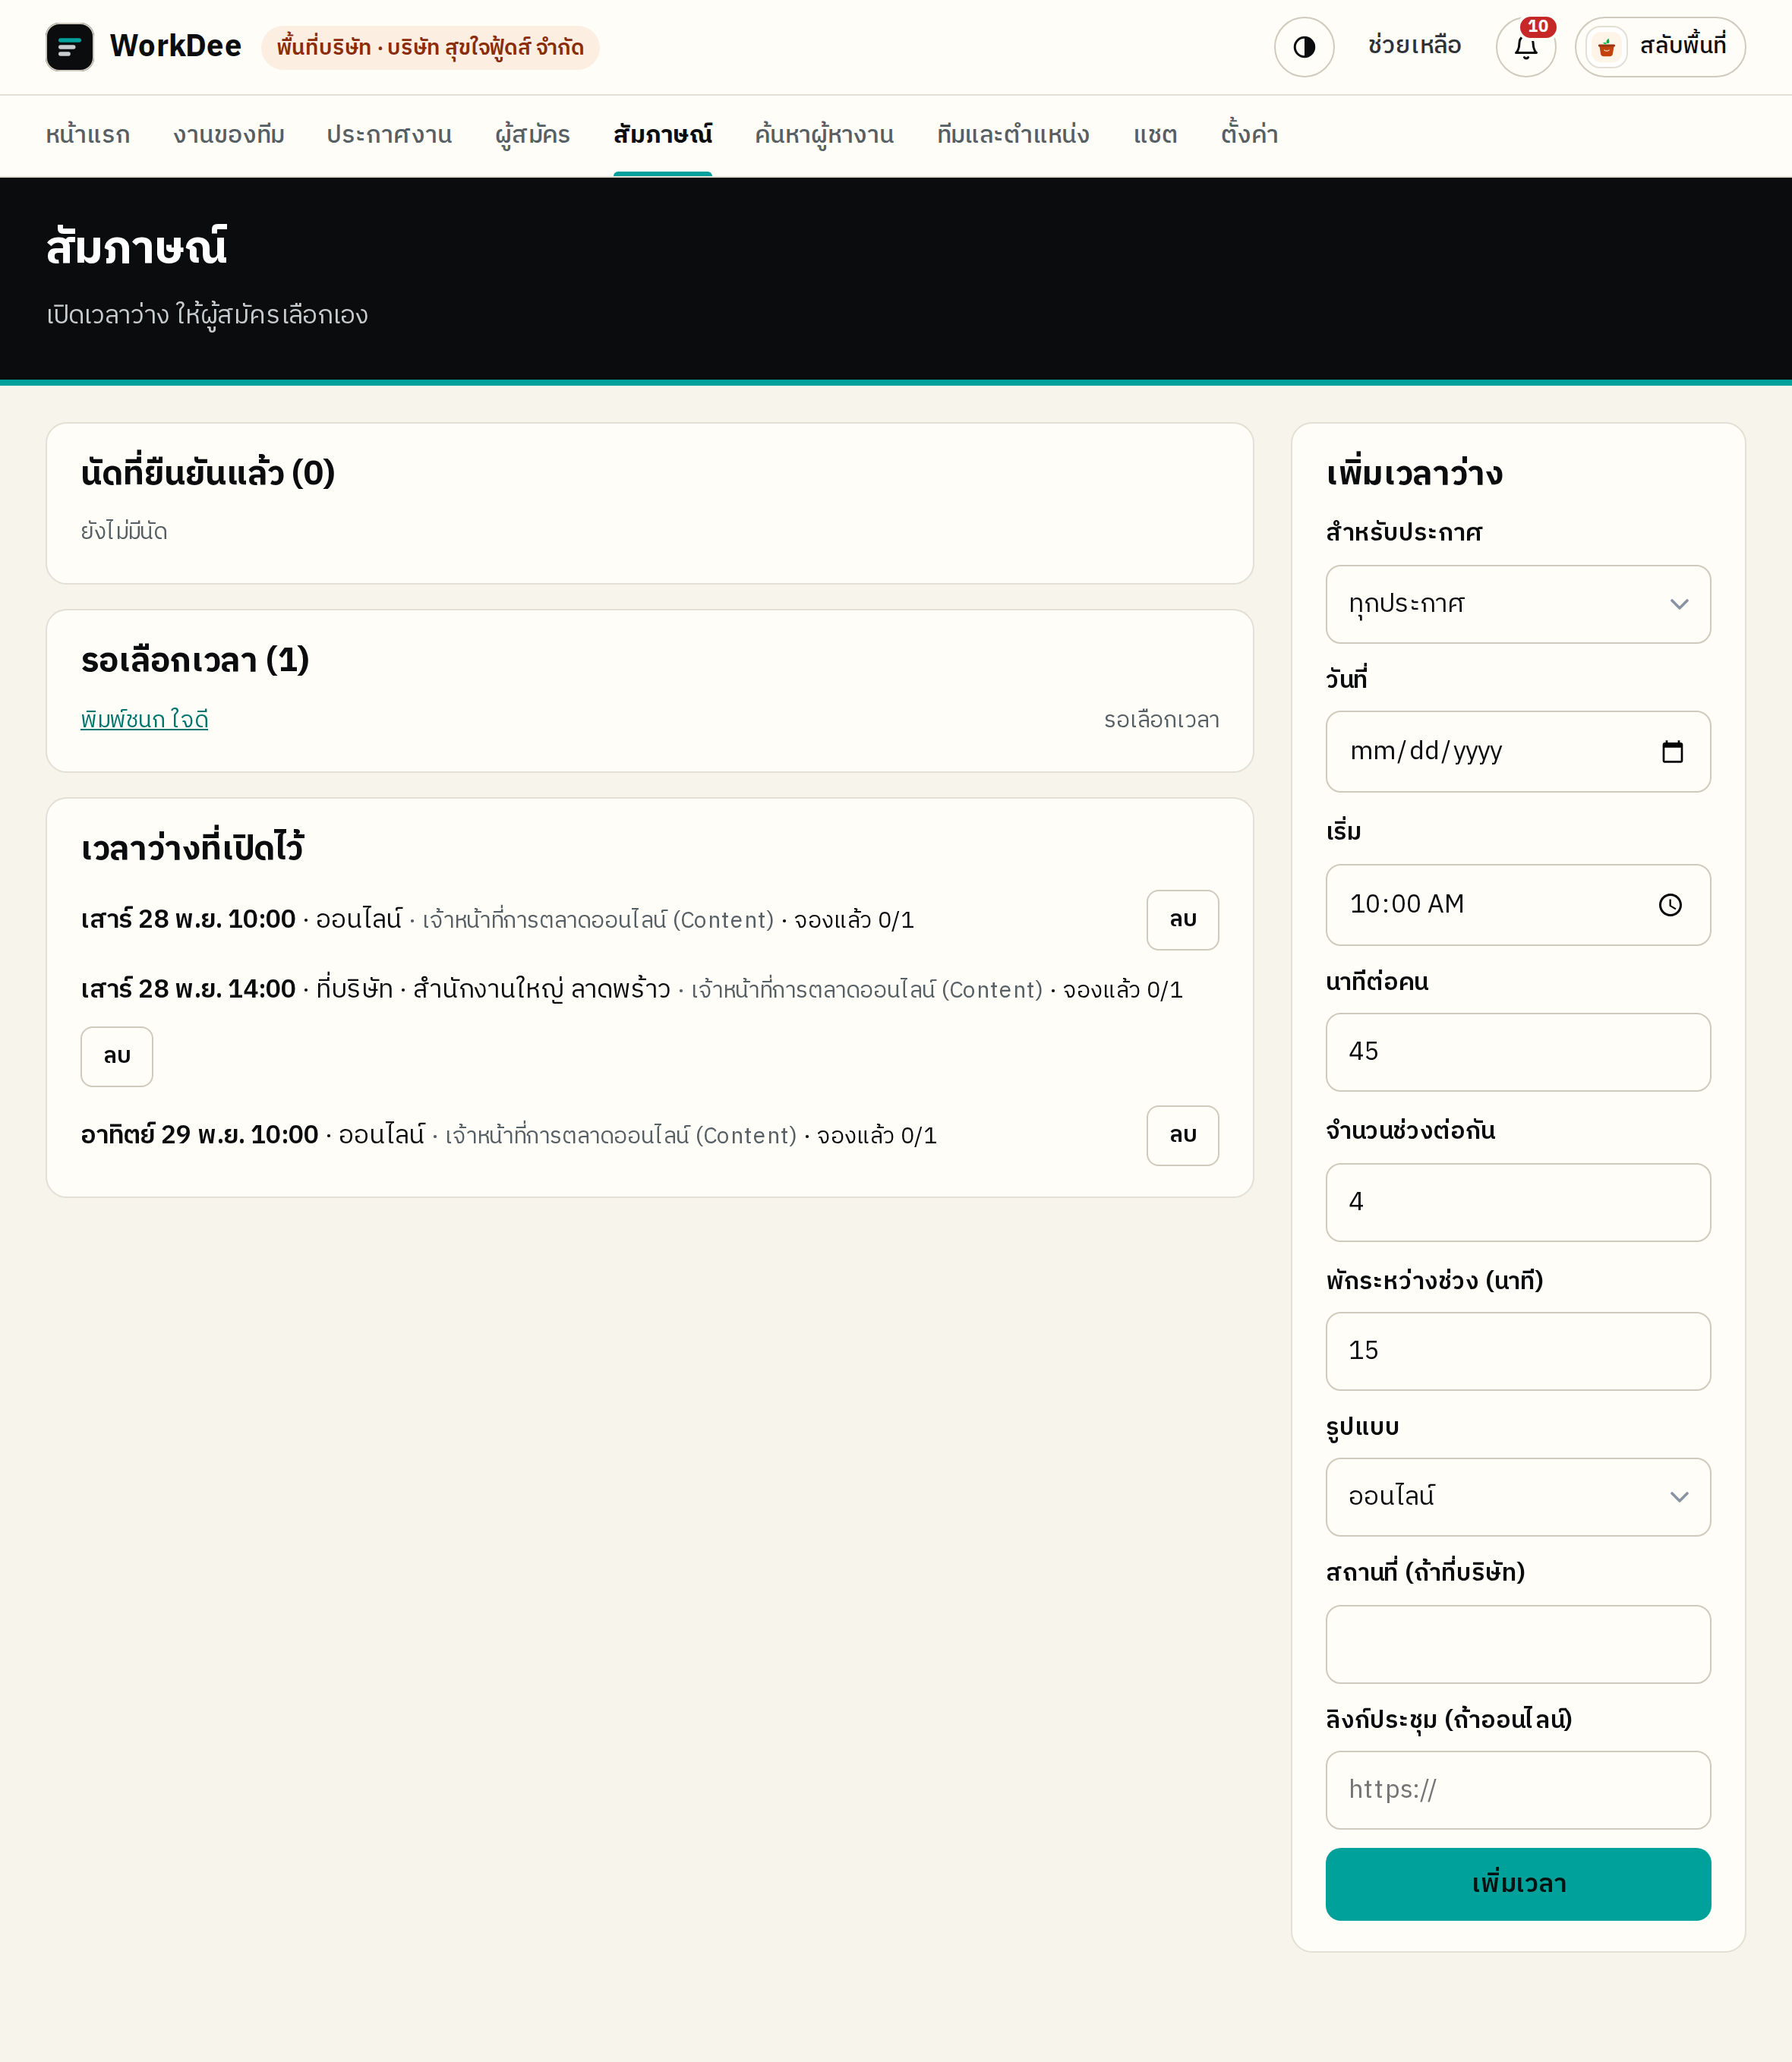 WorkDee
พื้นที่บริษัท · บริษัท สุขใจฟู้ดส์ จำกัด
ช่วยเหลือ
10
สลับพื้นที่
หน้าแรก งานของทีม ประกาศงาน ผู้สมัคร สัมภาษณ์ ค้นหาผู้หางาน ทีมและตำแหน่ง แชต ตั้งค่า
สัมภาษณ์
เปิดเวลาว่าง ให้ผู้สมัครเลือกเอง
นัดที่ยืนยันแล้ว (0)
ยังไม่มีนัด
รอเลือกเวลา (1)
พิมพ์ชนก ใจดี รอเลือกเวลา
เวลาว่างที่เปิดไว้
เสาร์ 28 พ.ย. 10:00 · ออนไลน์ · เจ้าหน้าที่การตลาดออนไลน์ (Content) · จองแล้ว 0/1 ลบ
เสาร์ 28 พ.ย. 14:00 · ที่บริษัท · สำนักงานใหญ่ ลาดพร้าว · เจ้าหน้าที่การตลาดออนไลน์ (Content) · จองแล้ว 0/1
ลบ
อาทิตย์ 29 พ.ย. 10:00 · ออนไลน์ · เจ้าหน้าที่การตลาดออนไลน์ (Content) · จองแล้ว 0/1 ลบ
เพิ่มเวลาว่าง
สำหรับประกาศ
ทุกประกาศ
วันที่
mm/dd/yyyy
เริ่ม
10:00 AM
นาทีต่อคน
45
จำนวนช่วงต่อกัน
4
พักระหว่างช่วง (นาที)
15
รูปแบบ
ออนไลน์
สถานที่ (ถ้าที่บริษัท)
ลิงก์ประชุม (ถ้าออนไลน์)
https://
เพิ่มเวลา